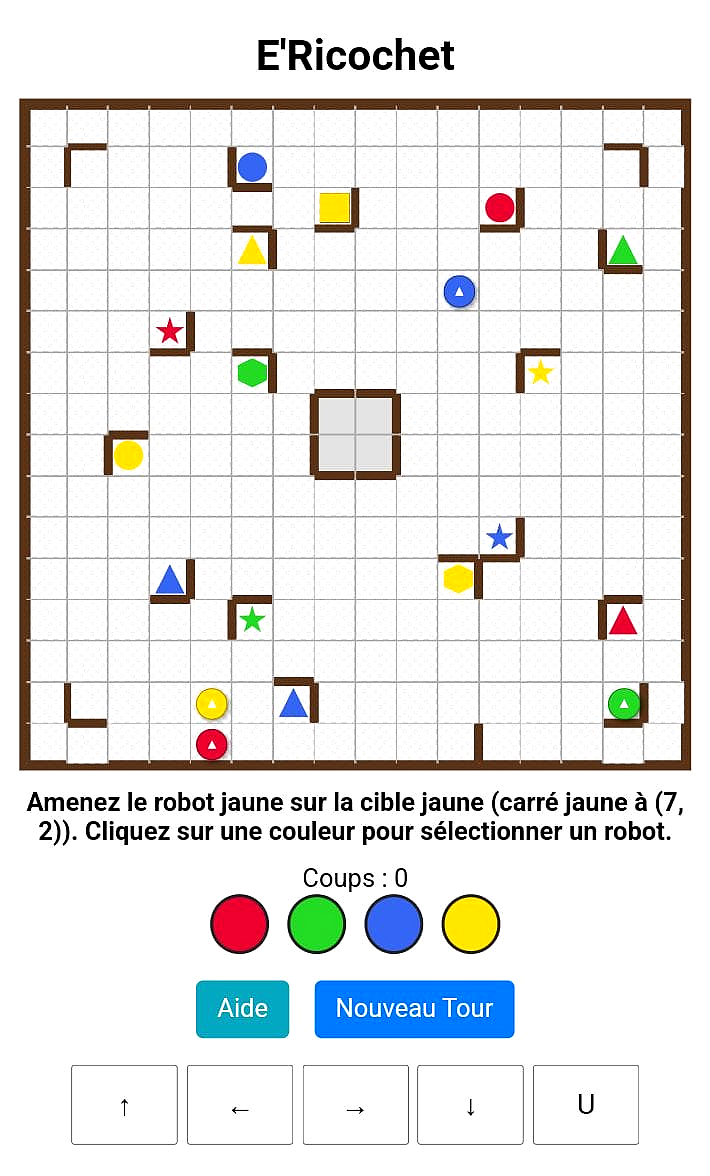 E'Ricochet
Amenez le robot jaune sur la cible jaune (carré jaune à (7,
2)). Cliquez sur une couleur pour sélectionner un robot.
Coups : 0
Aide
Nouveau Tour
↑ ← → ↓ U